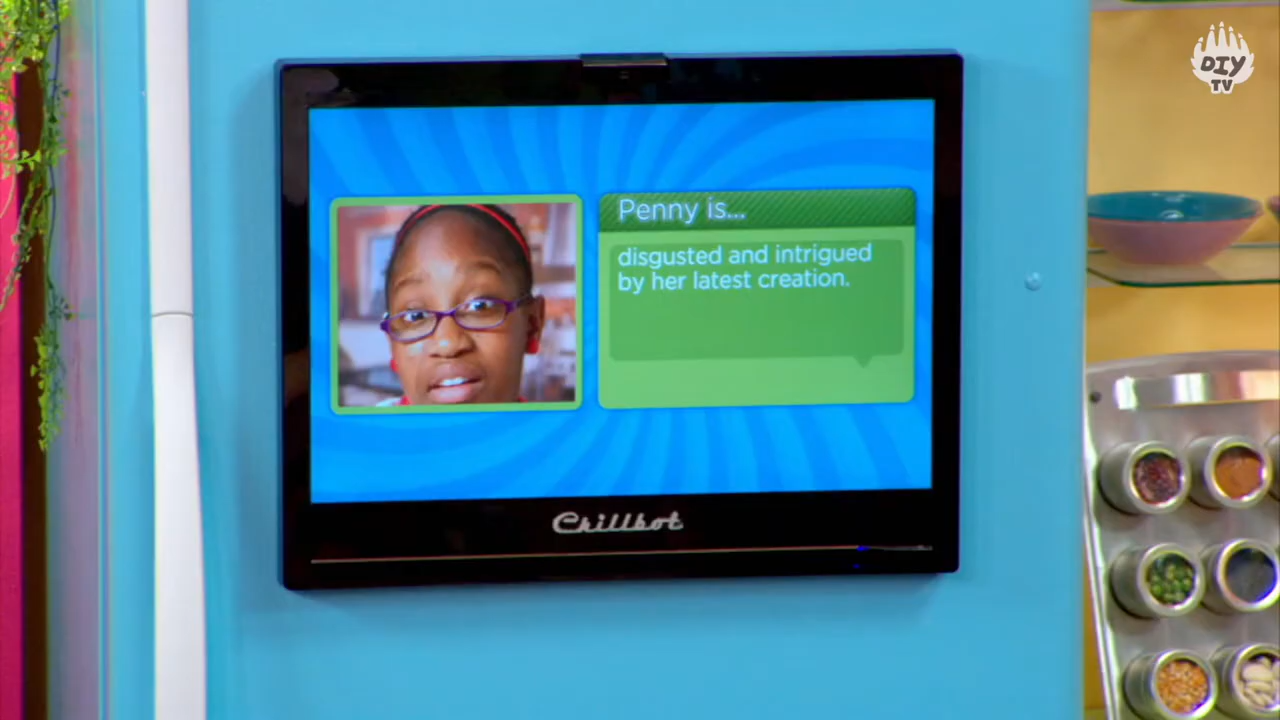 DIY
TV
Penny is...
disgusted and intrigued
by her latest creation.
Chillbot